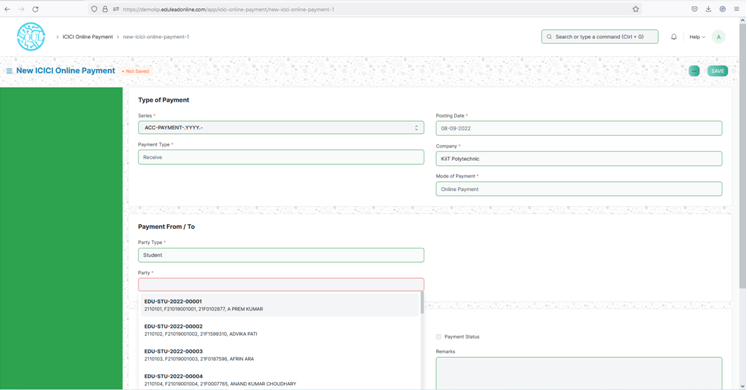 https://demokp.eduleadonline.com/app/icici-online-payment/new-icici-online-payment-1
ICICI Online Payment > new-icici-online-payment-1
Search or type a command (Ctrl + G)
Help
A
New ICICI Online Payment
Not Saved
SAVE
Type of Payment
Series *
ACC-PAYMENT-.YYYY.-
Posting Date *
08-09-2022
Payment Type *
Receive
Company *
KiiT Polytechnic
Mode of Payment *
Online Payment
Payment From / To
Party Type *
Student
Party *
EDU-STU-2022-00001
2110101, F21019001001, 21F0102877, A PREM KUMAR
EDU-STU-2022-00002
2110102, F21019001002, 21F1599310, ADVIKA PATI
EDU-STU-2022-00003
2110103, F21019001003, 21F0187596, AFRIN ARA
EDU-STU-2022-00004
2110104, F21019001004, 21F0007765, ANAND KUMAR CHOUDHARY
Payment Status
Remarks